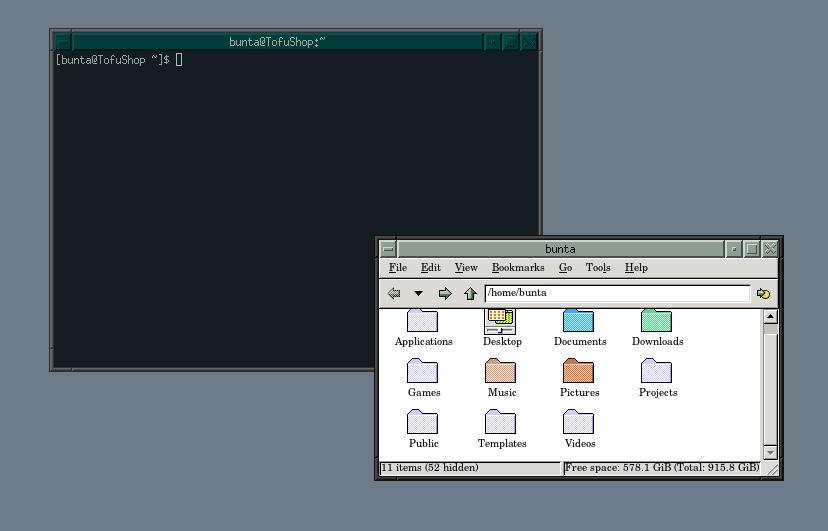 bunta@TofuShop:~
[bunta@TofuShop ~]$
bunta
File Edit View Bookmarks Go Tools Help
/home/bunta
Applications Desktop Documents Downloads
Games Music Pictures Projects
Public Templates Videos
11 items (52 hidden) Free space: 578.1 GiB (Total: 915.8 GiB)